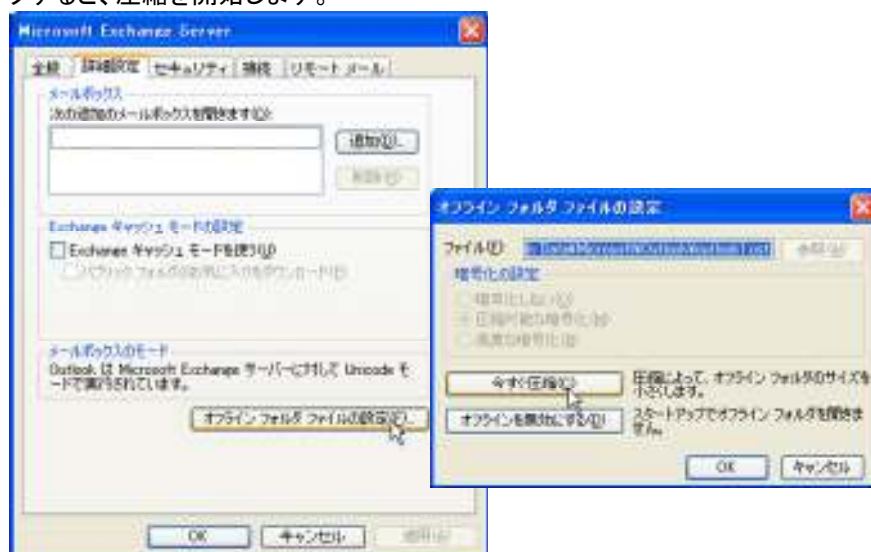 クすると、圧縮を開始します。
Microsoft Exchange Server
全般 詳細設定 セキュリティ 接続 リモート メール
メールボックス
次の追加のメールボックスを開きます(O):
追加(D)...
Exchange キャッシュ モードの設定
Exchange キャッシュ モードを使う(U)
メールボックスのモード
Outlook は Microsoft Exchange サーバーに対して Unicode モ
ードで実行されています。
オフライン フォルダ ファイルの設定(F)...
OK キャンセル 適用(A)
オフライン フォルダ ファイルの設定
ファイル(F):
暗号化の設定
暗号化しない(N)
圧縮可能な暗号化(M)
高度な暗号化(B)
今すぐ圧縮(C)
圧縮によって、オフライン フォルダのサイズを
小さくします。
オフラインを無効にする(D)
スタートアップでオフライン フォルダを開きま
せん。
OK キャンセル